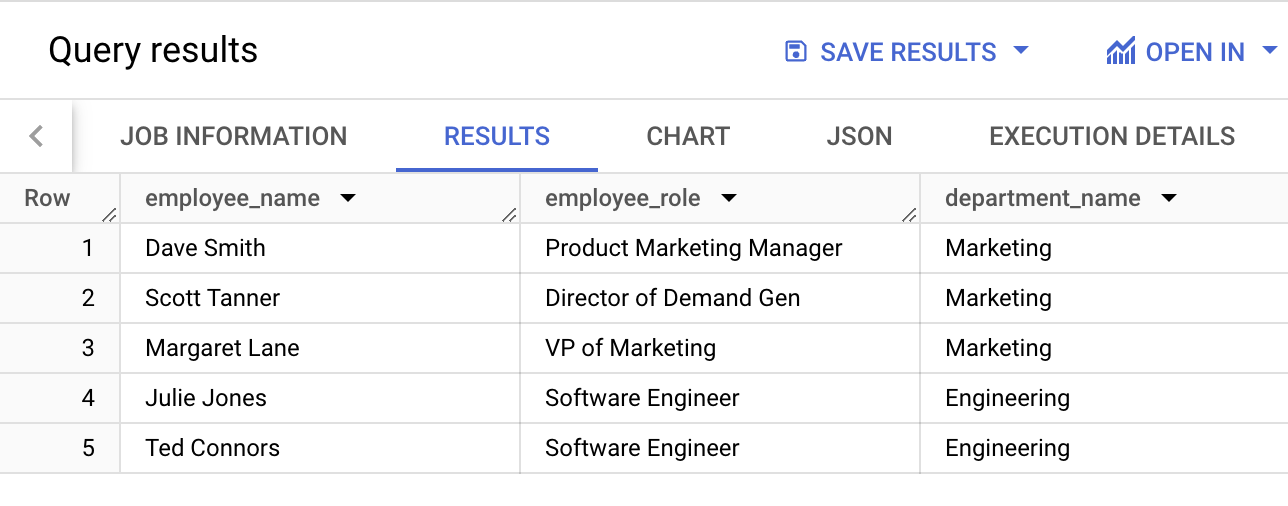 Query results SAVE RESULTS OPEN IN
JOB INFORMATION RESULTS CHART JSON EXECUTION DETAILS
Row employee_name employee_role department_name
1 Dave Smith Product Marketing Manager Marketing
2 Scott Tanner Director of Demand Gen Marketing
3 Margaret Lane VP of Marketing Marketing
4 Julie Jones Software Engineer Engineering
5 Ted Connors Software Engineer Engineering